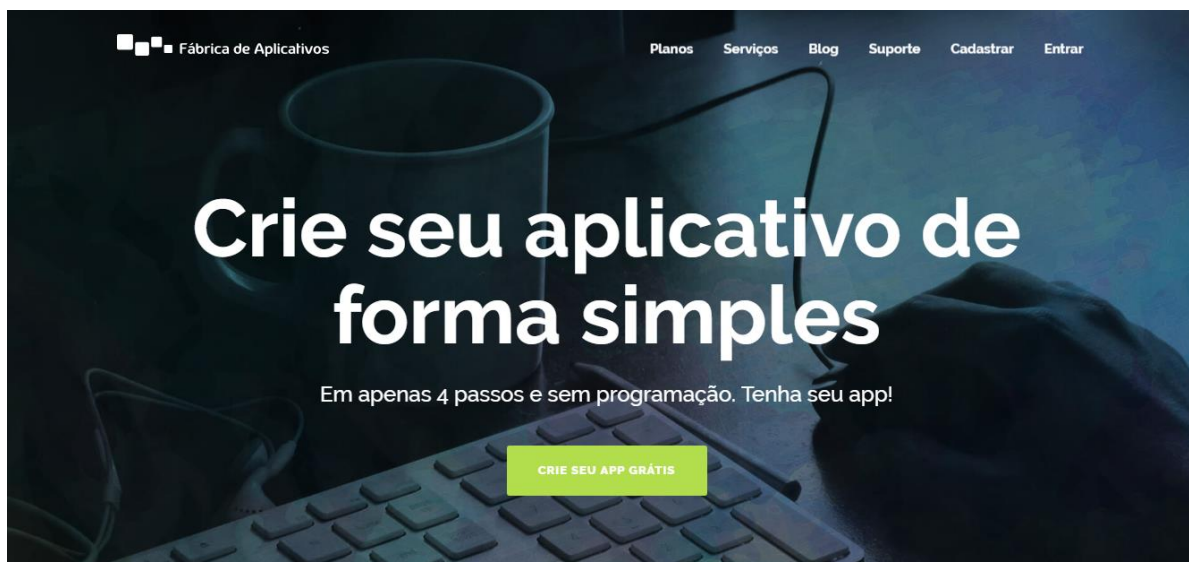 Fábrica de Aplicativos
Planos Serviços Blog Suporte Cadastrar Entrar
Crie seu aplicativo de
forma simples
Em apenas 4 passos e sem programação. Tenha seu app!
CRIE SEU APP GRÁTIS